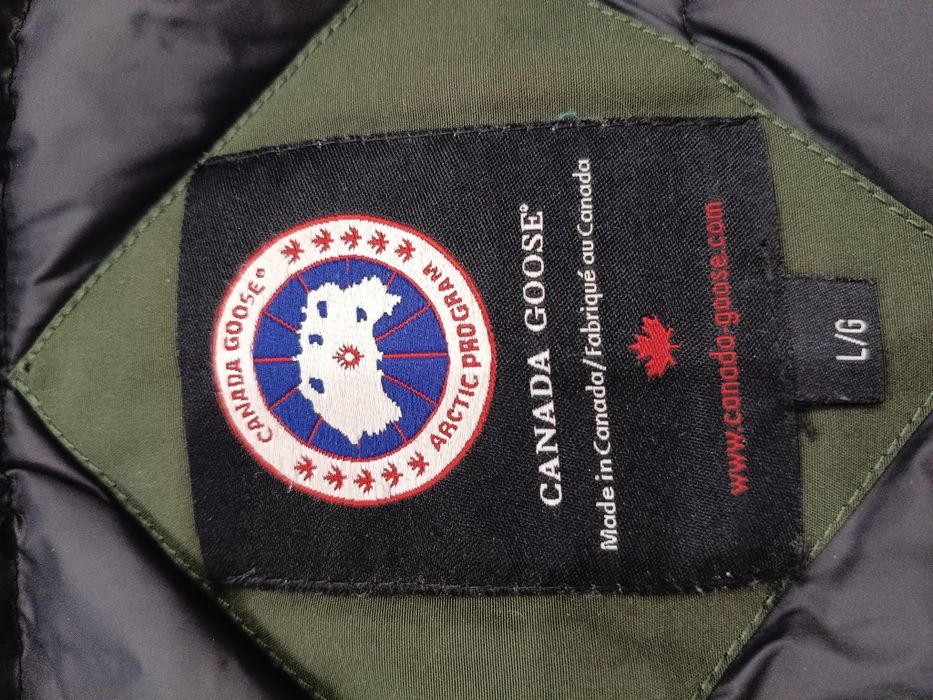 CANADA GOOSE®
ARCTIC PROGRAM
CANADA GOOSE®
Made in Canada/Fabriqué au Canada
www.canada-goose.com
L/G